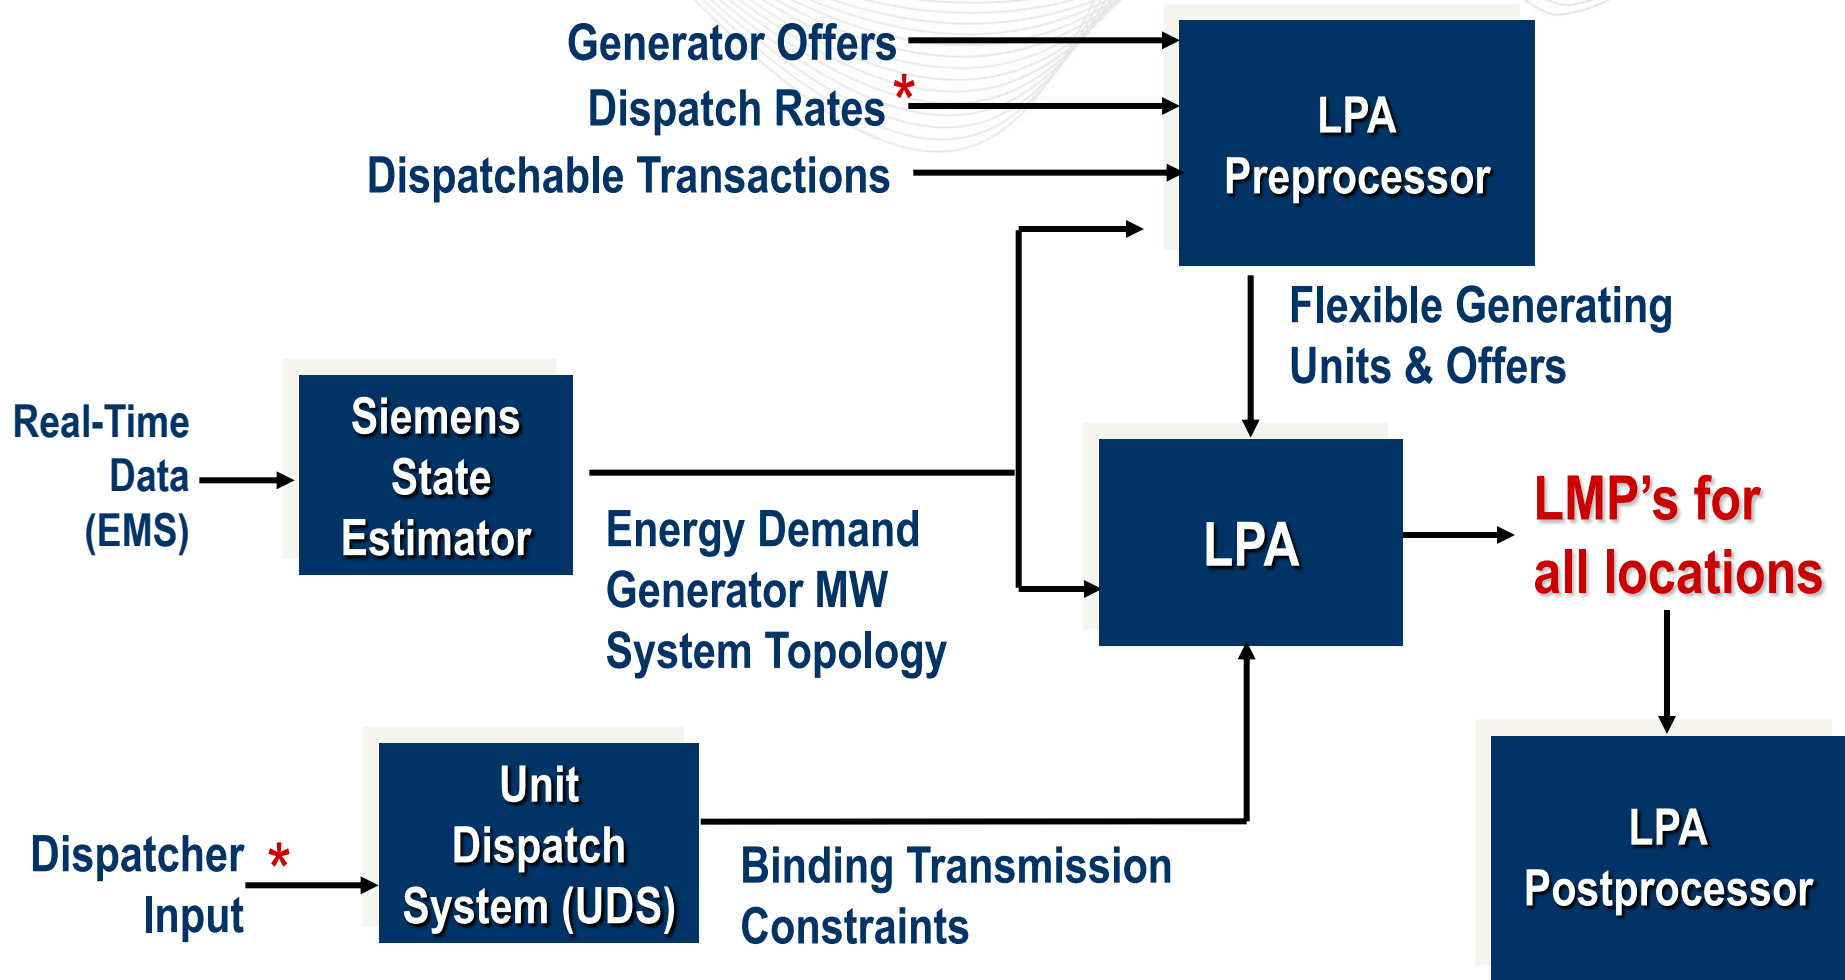 Generator Offers
Dispatch Rates *
Dispatchable Transactions
LPA
Preprocessor
Flexible Generating
Units & Offers
Real-Time
Data
(EMS)
Siemens
State
Estimator
Energy Demand
Generator MW
System Topology
LPA
LMP’s for
all locations
Dispatcher *
Input
Unit
Dispatch
System (UDS)
Binding Transmission
Constraints
LPA
Postprocessor